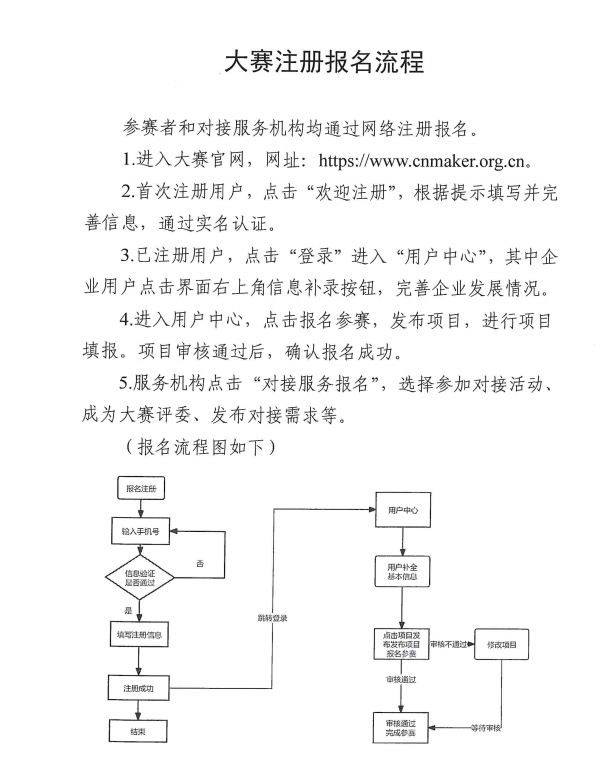 大赛注册报名流程
参赛者和对接服务机构均通过网络注册报名。
1.进入大赛官网，网址：https://www.cnmaker.org.cn。
2.首次注册用户，点击“欢迎注册”，根据提示填写并完
善信息，通过实名认证。
3.已注册用户，点击“登录”进入“用户中心”，其中企
业用户点击界面右上角信息补录按钮，完善企业发展情况。
4.进入用户中心，点击报名参赛，发布项目，进行项目
填报。项目审核通过后，确认报名成功。
5.服务机构点击“对接服务报名”，选择参加对接活动、
成为大赛评委、发布对接需求等。
（报名流程图如下）
报名注册
输入手机号
信息验证
是否通过
否
是
填写注册信息
注册成功
结束
跳转登录
用户中心
用户补全
基本信息
点击项目发
布发布项目
报名参赛
审核不通过
修改项目
审核通过
审核通过
完成参赛
等待审核